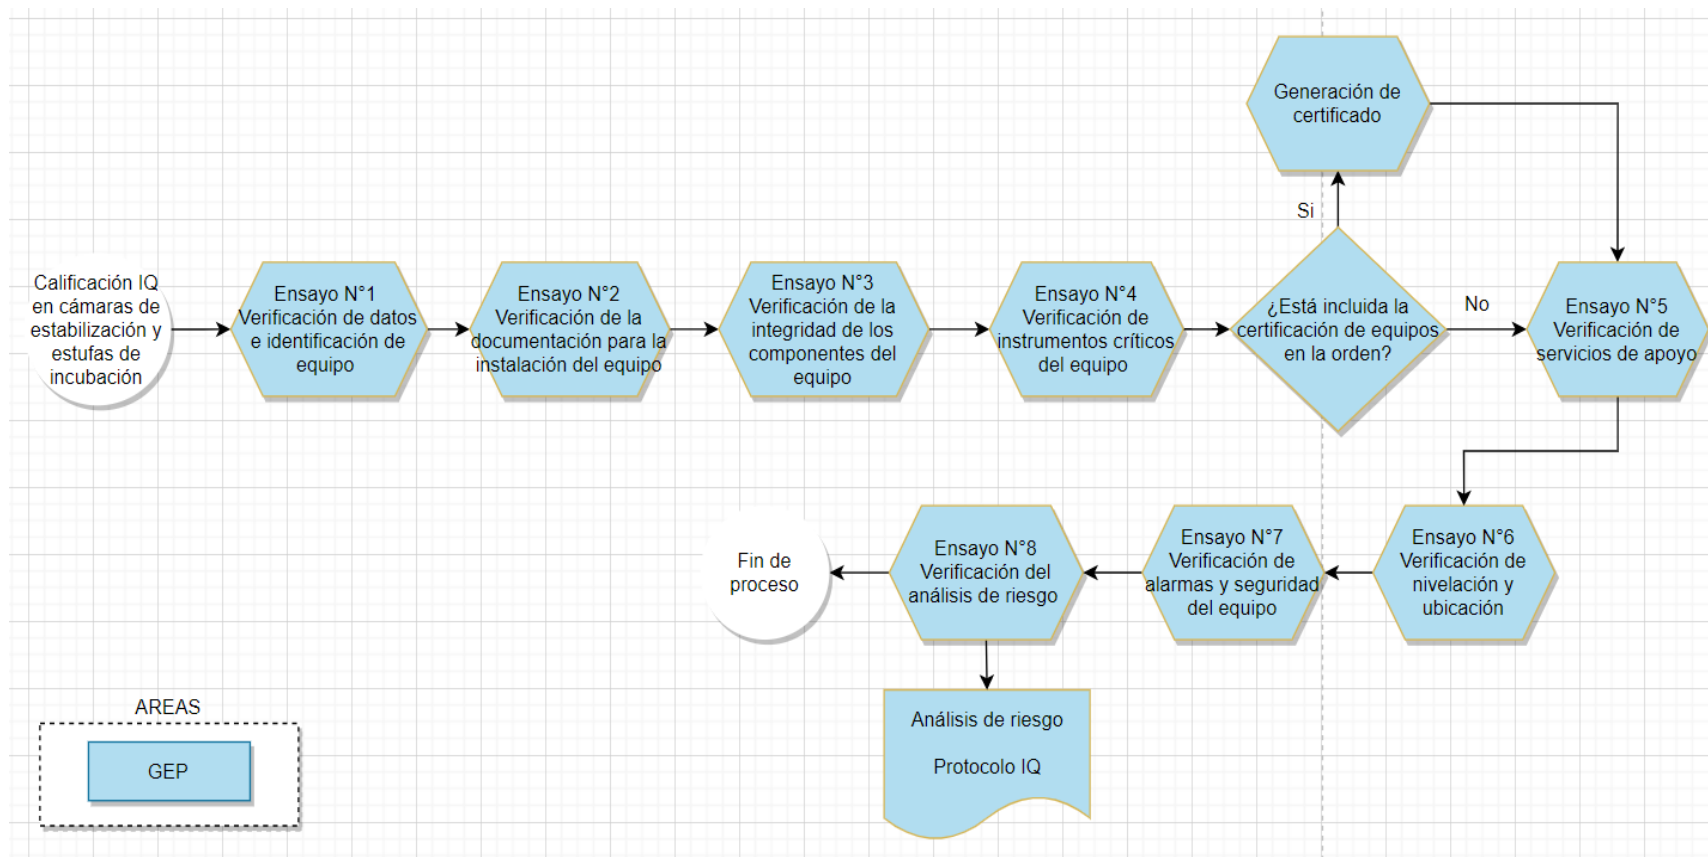 Generación de
certificado
Si
Calificación IQ
en cámaras de
estabilización y
estufas de
incubación
Ensayo N°1
Verificación de datos
e identificación de
equipo
Ensayo N°2
Verificación de la
documentación para la
instalación del equipo
Ensayo N°3
Verificación de la
integridad de los
componentes del
equipo
Ensayo N°4
Verificación de
instrumentos críticos
del equipo
¿Está incluida la
certificación de equipos
en la orden?
No
Ensayo N°5
Verificación de
servicios de apoyo
Fin de
proceso
Ensayo N°8
Verificación del
análisis de riesgo
Ensayo N°7
Verificación de
alarmas y seguridad
del equipo
Ensayo N°6
Verificación de
nivelación y
ubicación
Análisis de riesgo
Protocolo IQ
AREAS
GEP